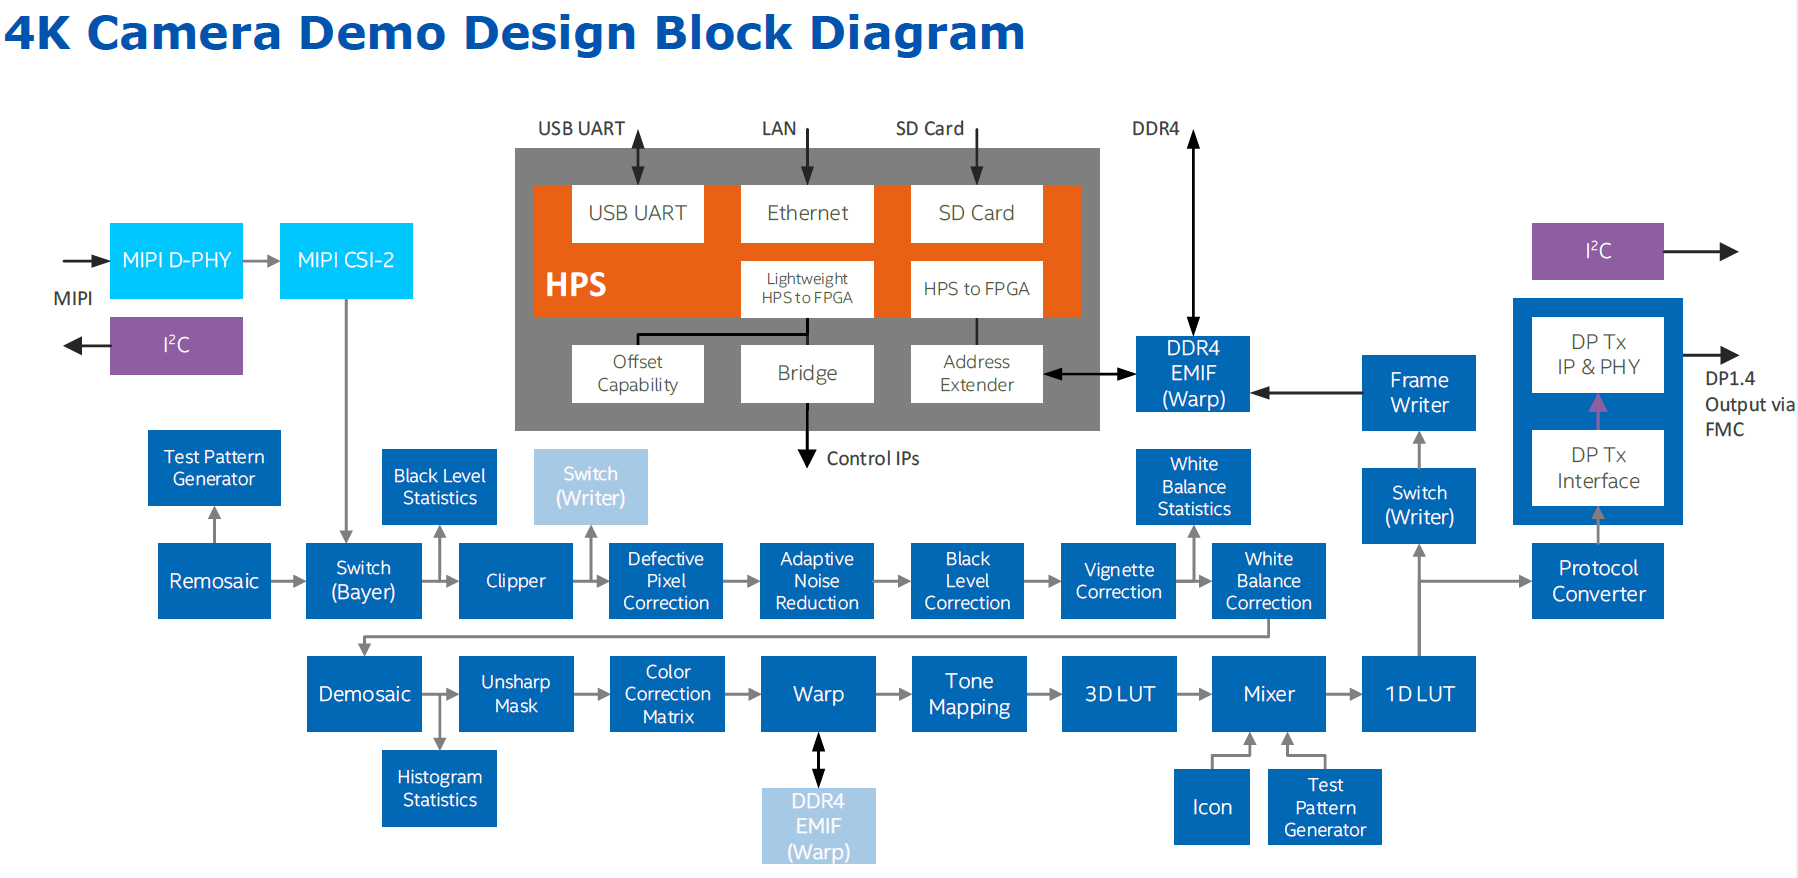 4K Camera Demo Design Block Diagram
USB UART
LAN
SD Card
DDR4
USB UART
Ethernet
SD Card
HPS
Lightweight
HPS to FPGA
HPS to FPGA
Offset
Capability
Bridge
Address
Extender
Control IPs
MIPI D-PHY
MIPI CSI-2
MIPI
I²C
DDR4
EMIF
(Warp)
Frame
Writer
I²C
DP Tx
IP & PHY
DP1.4
Output via
FMC
DP Tx
Interface
Test Pattern
Generator
Black Level
Statistics
Switch
(Writer)
White
Balance
Statistics
Switch
(Writer)
Remosaic
Switch
(Bayer)
Clipper
Defective
Pixel
Correction
Adaptive
Noise
Reduction
Black
Level
Correction
Vignette
Correction
White
Balance
Correction
Protocol
Converter
Demosaic
Unsharp
Mask
Color
Correction
Matrix
Warp
Tone
Mapping
3D LUT
Mixer
1D LUT
Histogram
Statistics
DDR4
EMIF
(Warp)
Icon
Test
Pattern
Generator